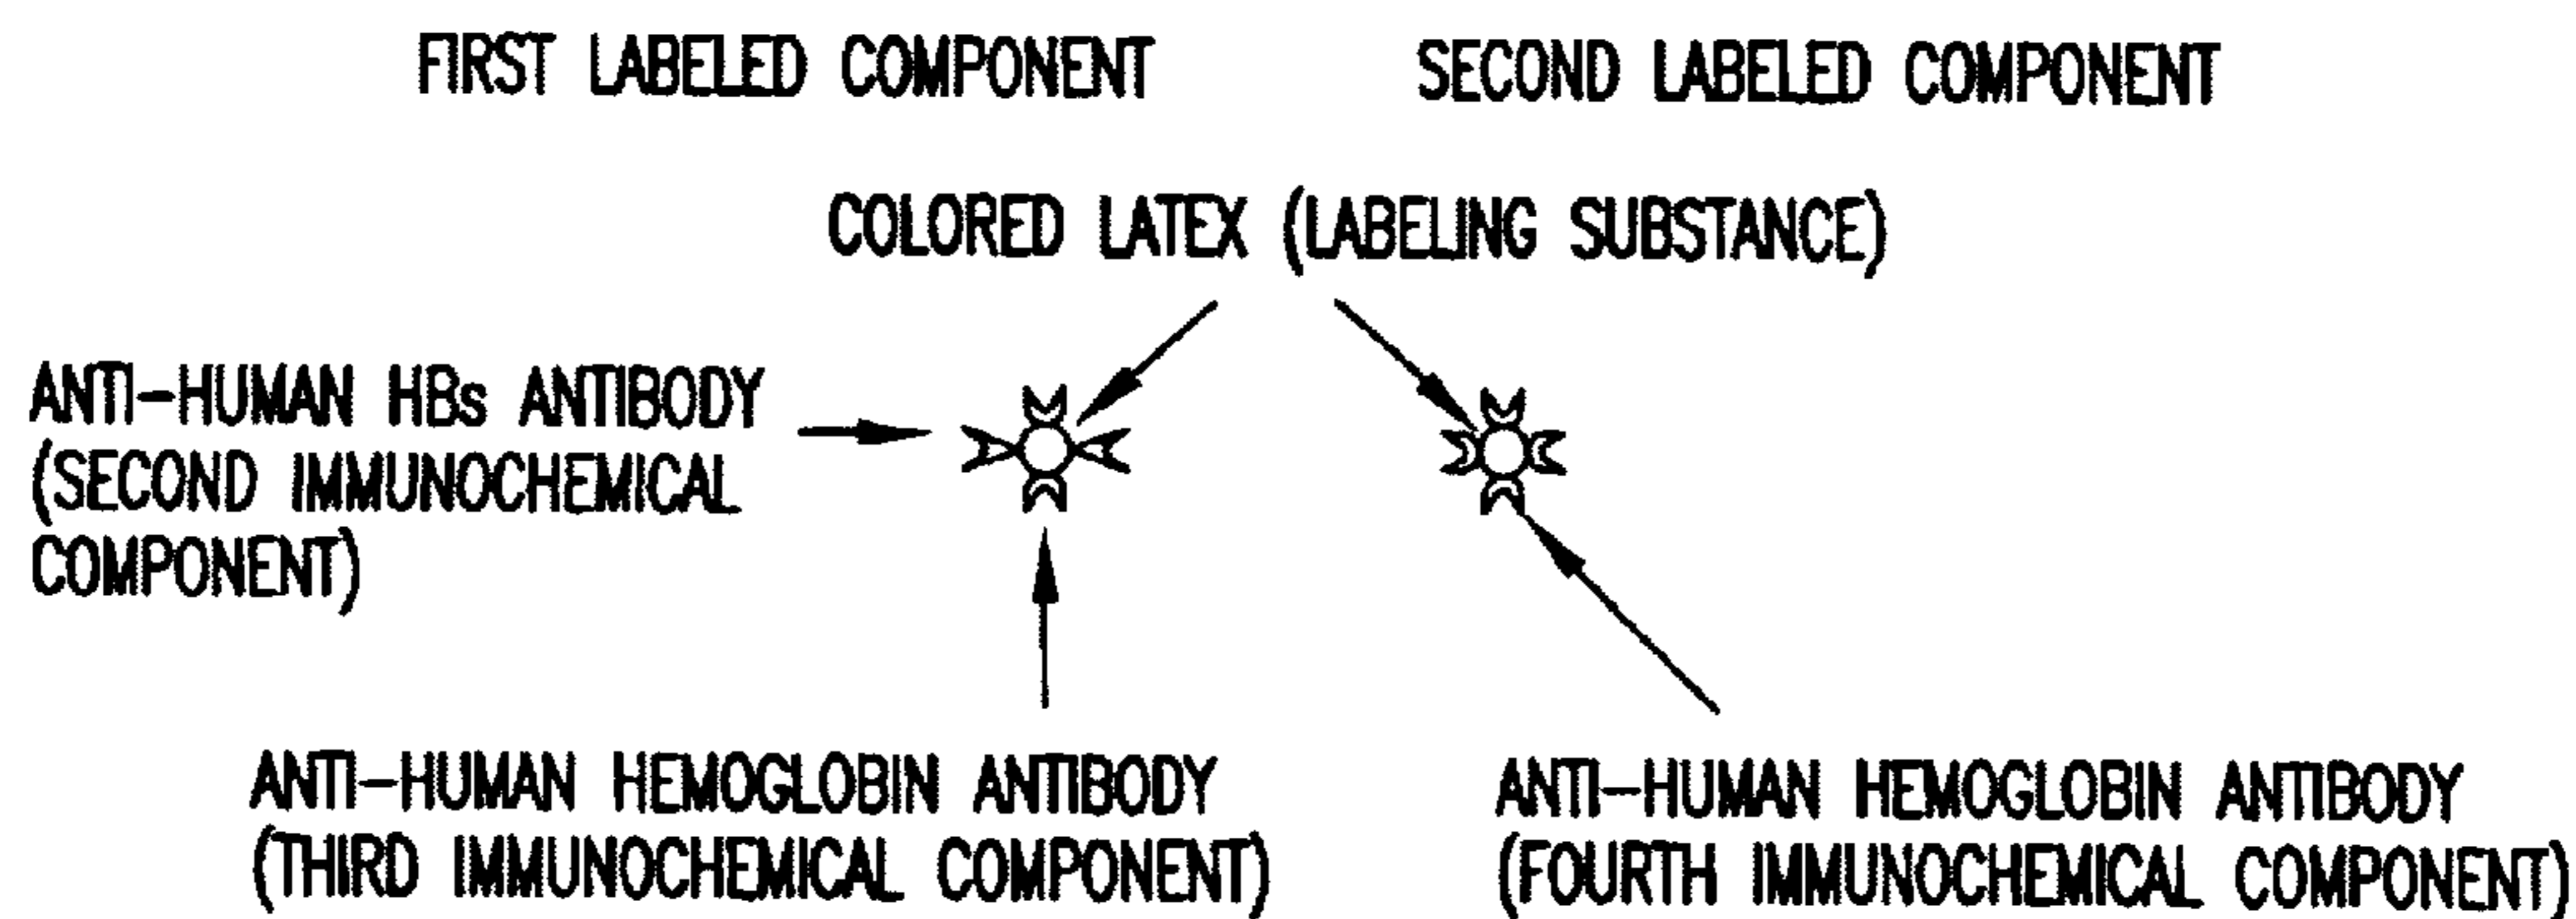 FIRST LABELED COMPONENT
SECOND LABELED COMPONENT
COLORED LATEX (LABELING SUBSTANCE)
ANTI-HUMAN HBs ANTIBODY
(SECOND IMMUNOCHEMICAL
COMPONENT)
ANTI-HUMAN HEMOGLOBIN ANTIBODY
(THIRD IMMUNOCHEMICAL COMPONENT)
ANTI-HUMAN HEMOGLOBIN ANTIBODY
(FOURTH IMMUNOCHEMICAL COMPONENT)